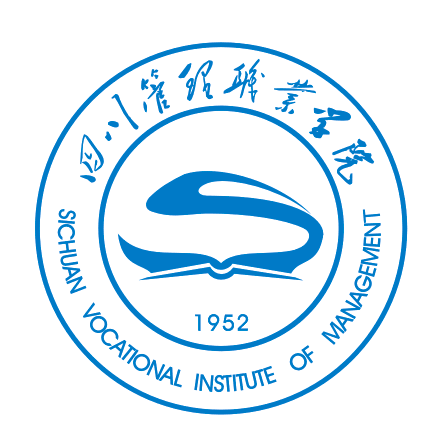 四川管理职业学院
SICHUAN VOCATIONAL INSTITUTE OF MANAGEMENT
1952